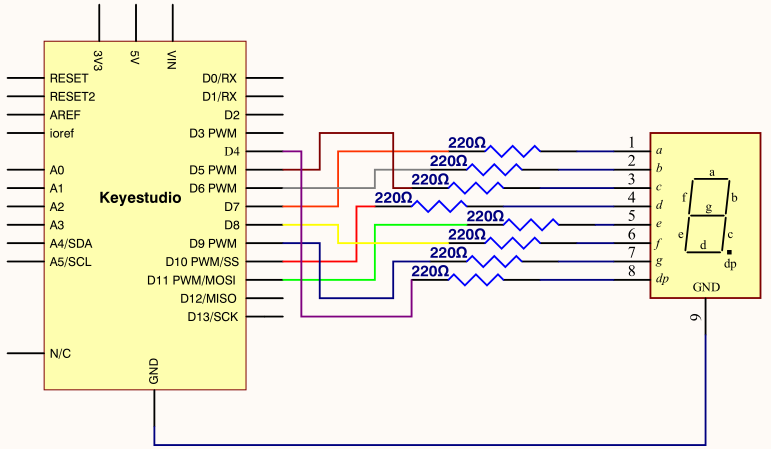 3V3
5V
VIN
RESET
RESET2
AREF
ioref
A0
A1
A2
A3
A4/SDA
A5/SCL
N/C
Keyestudio
D0/RX
D1/RX
D2
D3 PWM
D4
D5 PWM
D6 PWM
D7
D8
D9 PWM
D10 PWM/SS
D11 PWM/MOSI
D12/MISO
D13/SCK
GND
220Ω
220Ω
220Ω
220Ω
220Ω
220Ω
220Ω
220Ω
1 a
2 b
3 c
4 d
5 e
6 f
7 g
8 dp
a
f b
g
e c
d
dp
GND
9